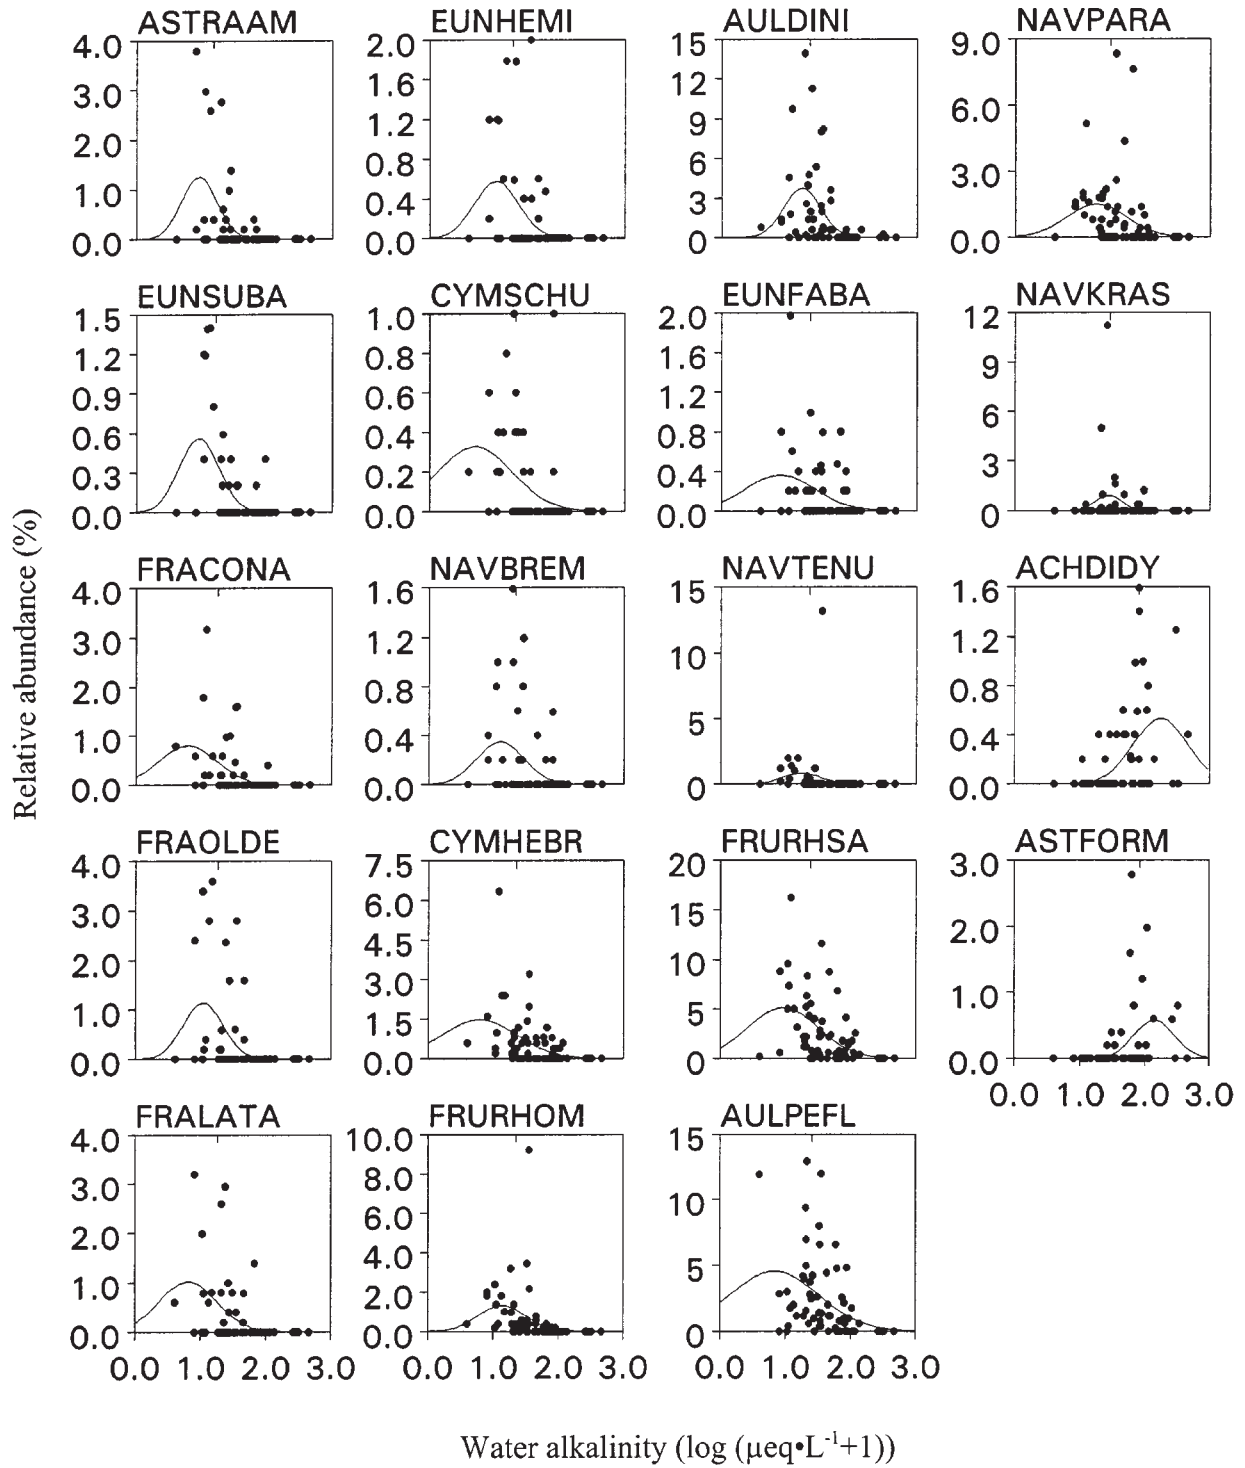 ASTRAAM EUNHEMI AULDINI NAVPARA
4.0 2.0 15 9.0
3.0 1.6 12 6.0
2.0 1.2 9 3.0
1.0 0.8 6 0.0
0.0 0.4 3
0.0 0
EUNSUBA CYMSCHU EUNFABA NAVKRAS
1.5 1.0 2.0 12
1.2 0.8 1.6 9
0.9 0.6 1.2 6
0.6 0.4 0.8 3
0.3 0.2 0.4 0
0.0 0.0 0.0
Relative abundance (%)
FRACONA NAVBREM NAVTENU ACHDIDY
4.0 1.6 15 1.6
3.0 1.2 10 1.2
2.0 0.8 5 0.8
1.0 0.4 0 0.4
0.0 0.0 0.0
FRAOLDE CYMHEBR FRURHSA ASTFORM
4.0 7.5 20 3.0
3.0 6.0 15 2.0
2.0 4.5 10 1.0
1.0 3.0 5 0.0
0.0 1.5 0
0.0
0.0 1.0 2.0 3.0
FRALATA FRURHOM AULPEFL
4.0 10.0 15
3.0 8.0 10
2.0 6.0 5
1.0 4.0 0
0.0 2.0
0.0
0.0 1.0 2.0 3.0 0.0 1.0 2.0 3.0 0.0 1.0 2.0 3.0
Water alkalinity (log (μeq•L-1+1))